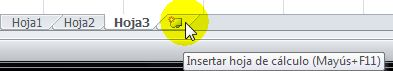 Hoja1 Hoja2 Hoja3
Insertar hoja de cálculo (Mayús+F11)